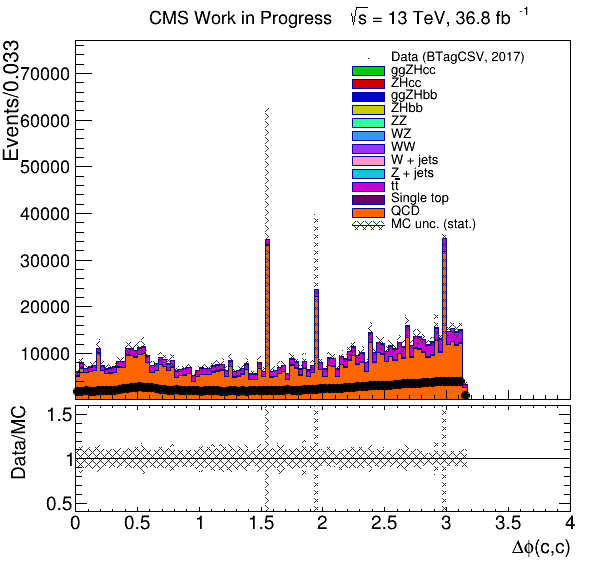 CMS Work in Progress √s = 13 TeV, 36.8 fb -1
Events/0.033
70000
60000
50000
40000
30000
20000
10000
Data (BTagCSV, 2017)
ggZHcc
ZHcc
ggZHbb
ZHbb
ZZ
WZ
WW
W + jets
Z + jets
tt̅
Single top
QCD
MC unc. (stat.)
Data/MC
1.5
1
0.5
0 0.5 1 1.5 2 2.5 3 3.5 4
Δϕ(c,c)